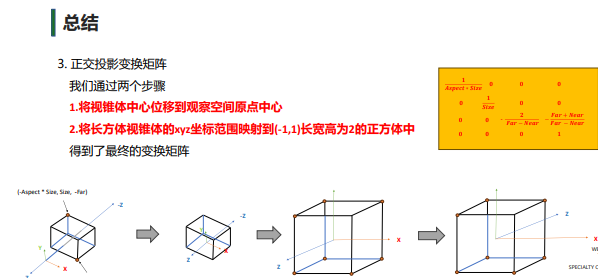 总结
3. 正交投影变换矩阵
我们通过两个步骤
1.将视锥体中心位移到观察空间原点中心
2.将长方体视锥体的xyz坐标范围映射到(-1,1)长宽高为2的正方体中
得到了最终的变换矩阵
1/(Aspect∗Size) 0 0 0
0 1/Size 0 0
0 0 -2/(Far−Near) -(Far+Near)/(Far−Near)
0 0 0 1
(-Aspect * Size, Size, -Far)
-Z
Y
X
-Z
Y
X
Z
X
Z
Z
X
SPECIALTY C